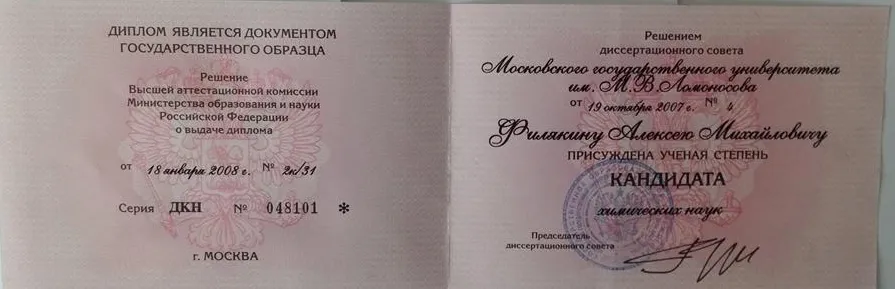 ДИПЛОМ ЯВЛЯЕТСЯ ДОКУМЕНТОМ
ГОСУДАРСТВЕННОГО ОБРАЗЦА
Решение
Высшей аттестационной комиссии
Министерства образования и науки
Российской Федерации
о выдаче диплома
от 18 января 2008 г. № 2к/31
Серия ДКН № 048101 *
г. МОСКВА
Решением
диссертационного совета
Московского государственного университета
им. М.В.Ломоносова
от 19 октября 2007 г. № 4
Филякину Алексею Михайловичу
ПРИСУЖДЕНА УЧЕНАЯ СТЕПЕНЬ
КАНДИДАТА
химических наук
Председатель
диссертационного совета